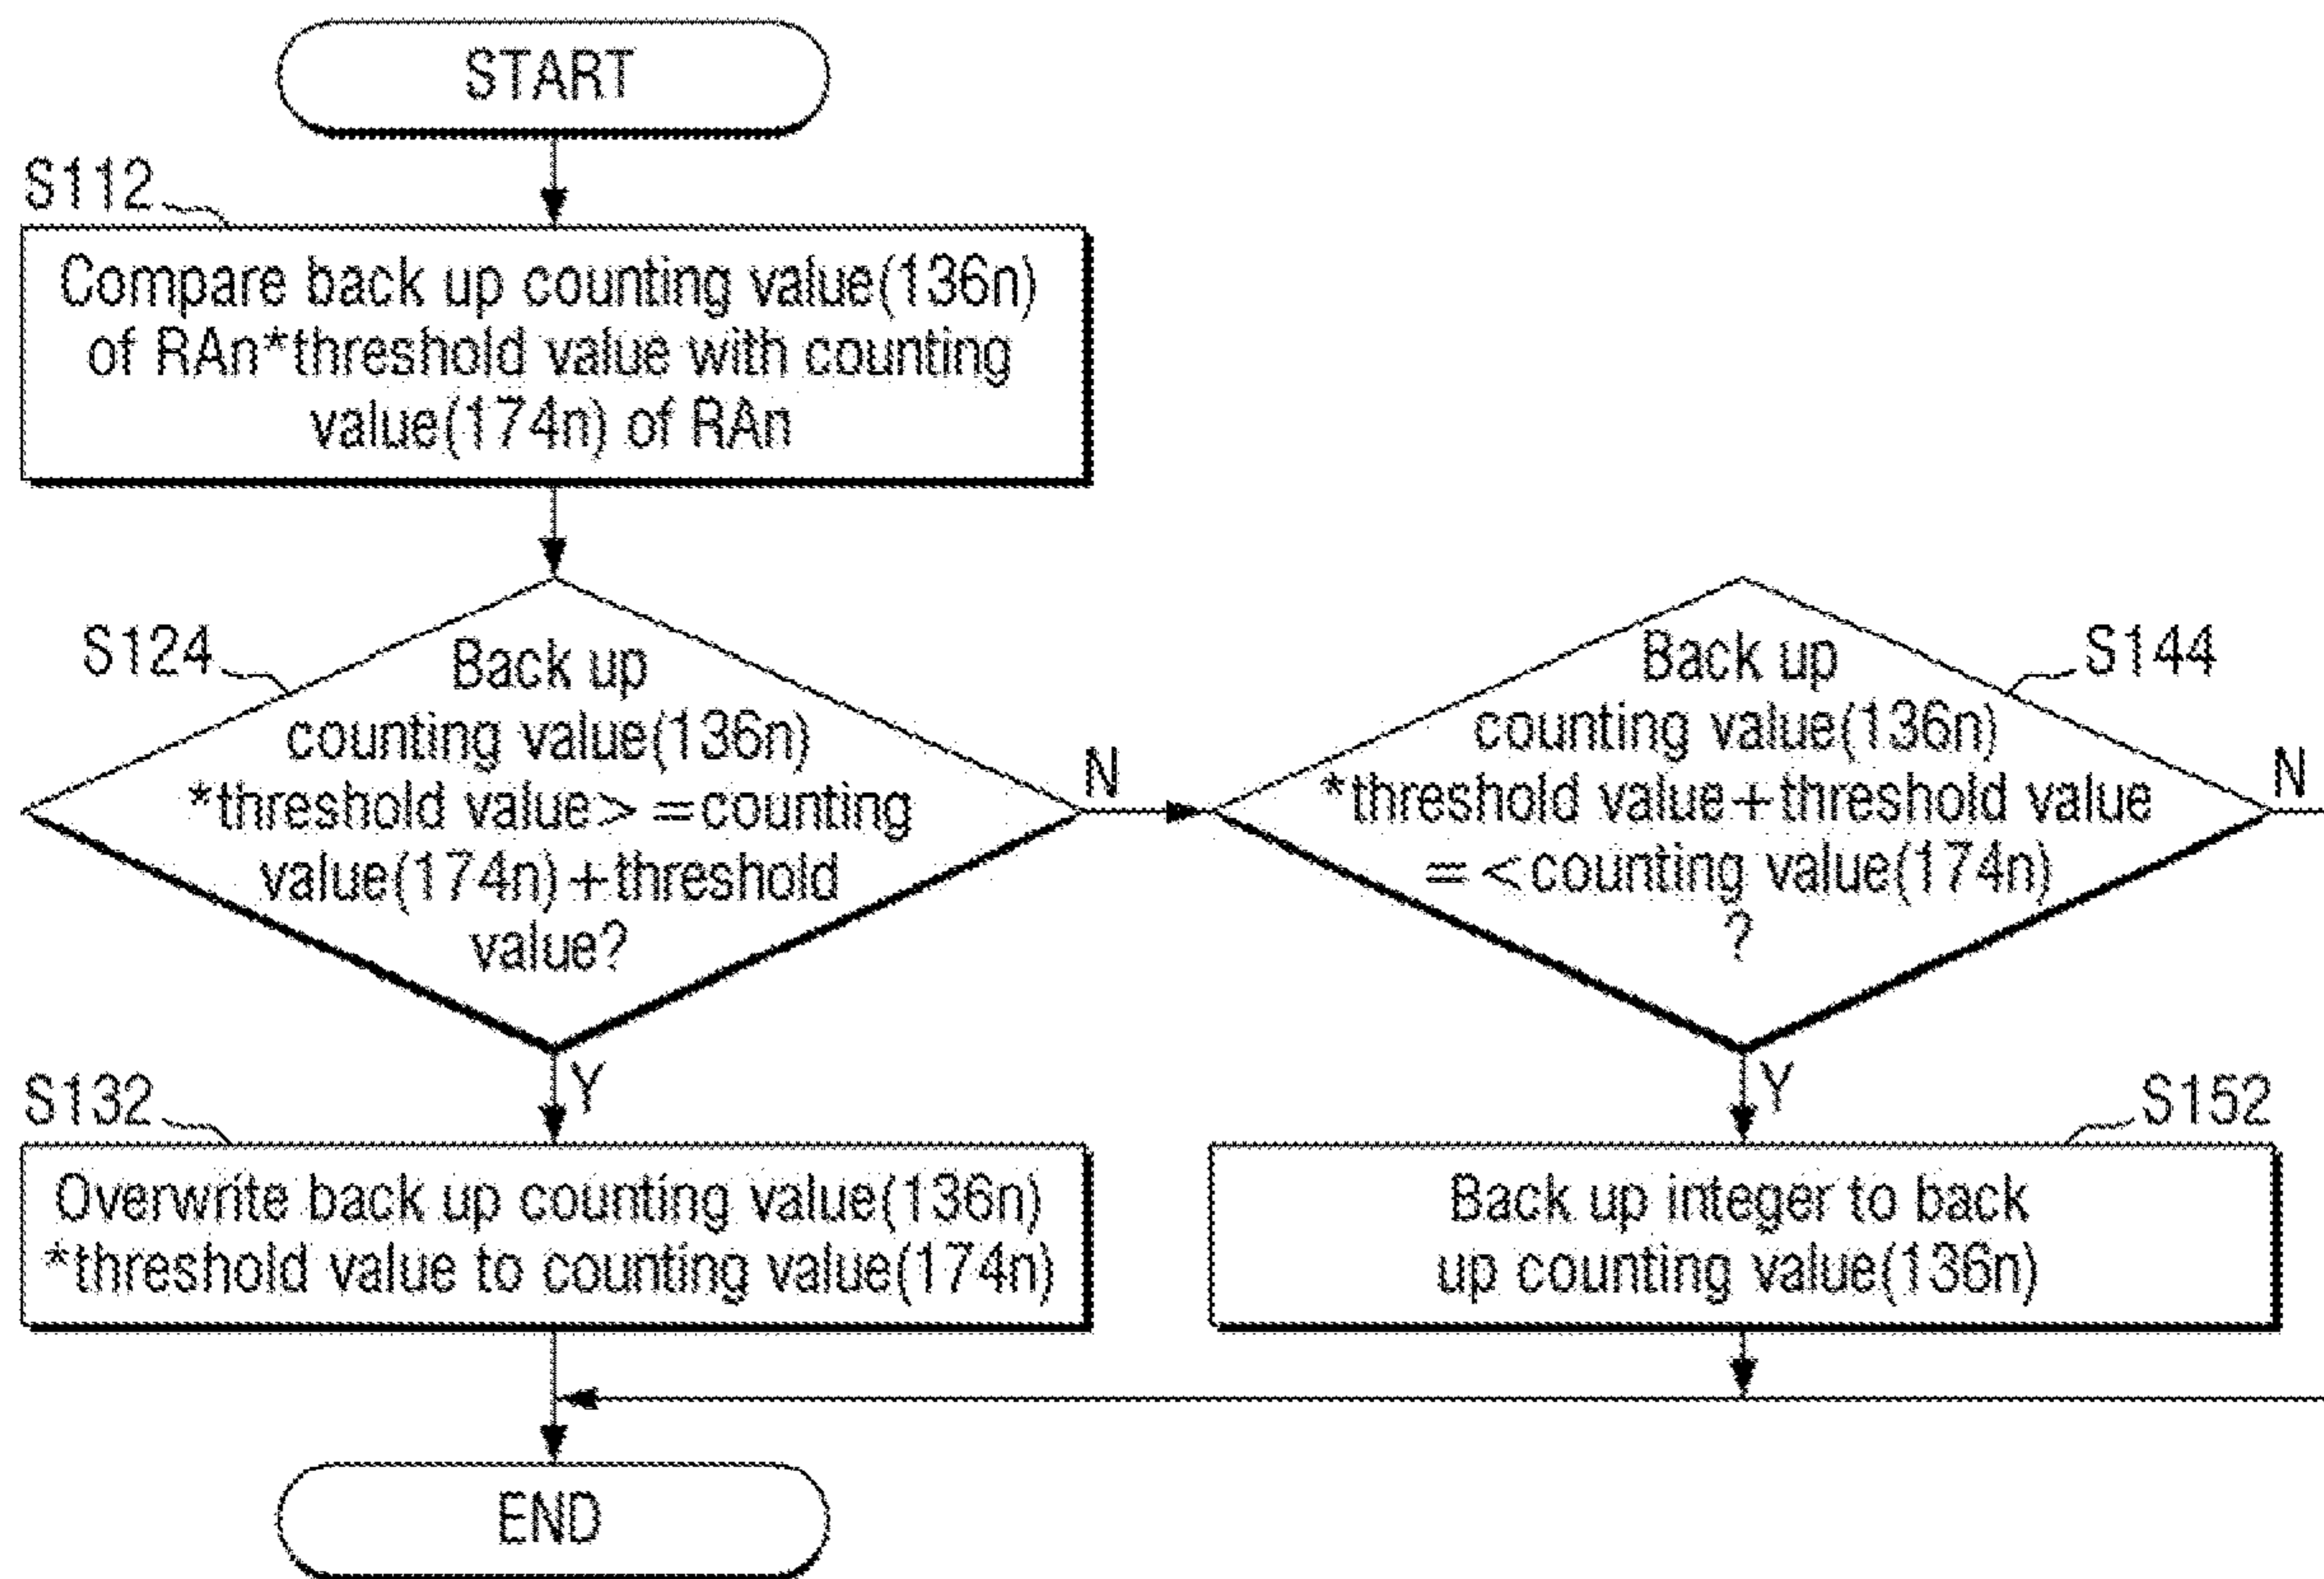 START
S112
Compare back up counting value(136n)
of RAn*threshold value with counting
value(174n) of RAn
S124
Back up
counting value(136n)
*threshold value> =counting
value(174n)+threshold
value?
N
Y
S144
Back up
counting value(136n)
*threshold value+threshold value
= <counting value(174n)
?
N
Y
S132
Overwrite back up counting value(136n)
*threshold value to counting value(174n)
S152
Back up integer to back
up counting value(136n)
END